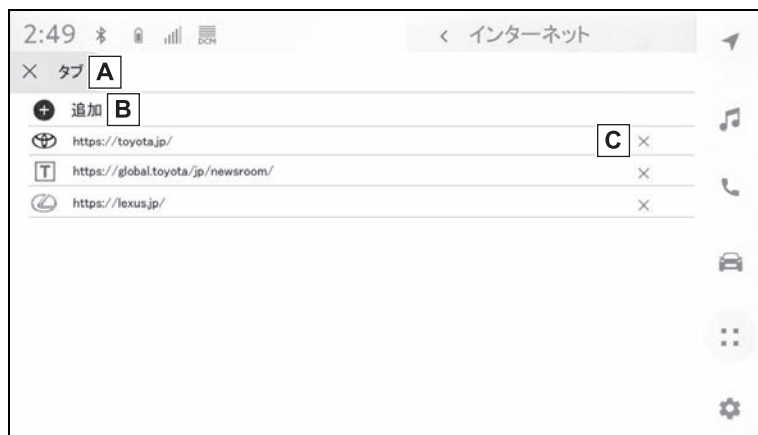 2:49 DCM < インターネット
× タブ A
追加 B
https://toyota.jp/ C ×
T https://global.toyota/jp/newsroom/ ×
https://lexus.jp/ ×